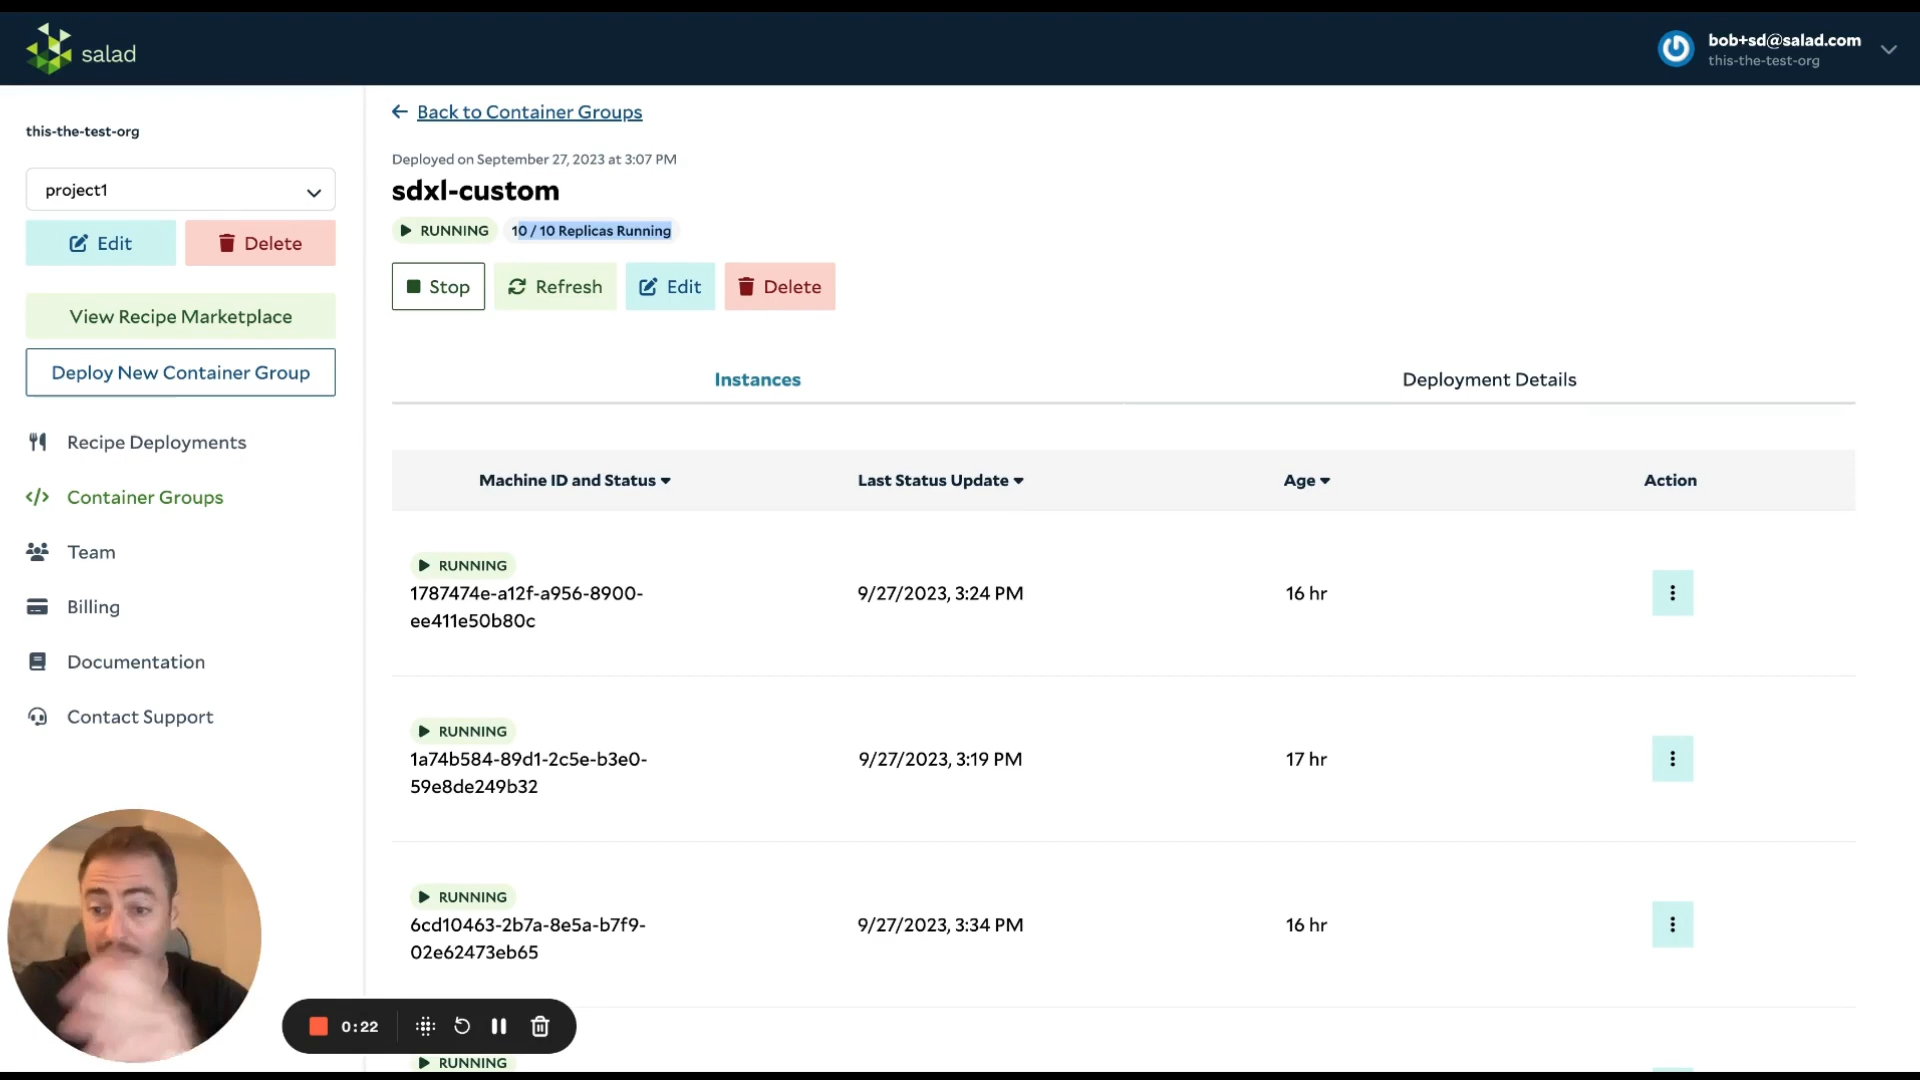 salad
bob+sd@salad.com
this-the-test-org
this-the-test-org
project1
Edit
Delete
View Recipe Marketplace
Deploy New Container Group
Recipe Deployments
Container Groups
Team
Billing
Documentation
Contact Support
Back to Container Groups
Deployed on September 27, 2023 at 3:07 PM
sdxl-custom
RUNNING
10 / 10 Replicas Running
Stop
Refresh
Edit
Delete
Instances
Deployment Details
Machine ID and Status
Last Status Update
Age
Action
RUNNING
1787474e-a12f-a956-8900-
ee411e50b80c
9/27/2023, 3:24 PM
16 hr
RUNNING
1a74b584-89d1-2c5e-b3e0-
59e8de249b32
9/27/2023, 3:19 PM
17 hr
RUNNING
6cd10463-2b7a-8e5a-b7f9-
02e62473eb65
9/27/2023, 3:34 PM
16 hr
RUNNING
0:22